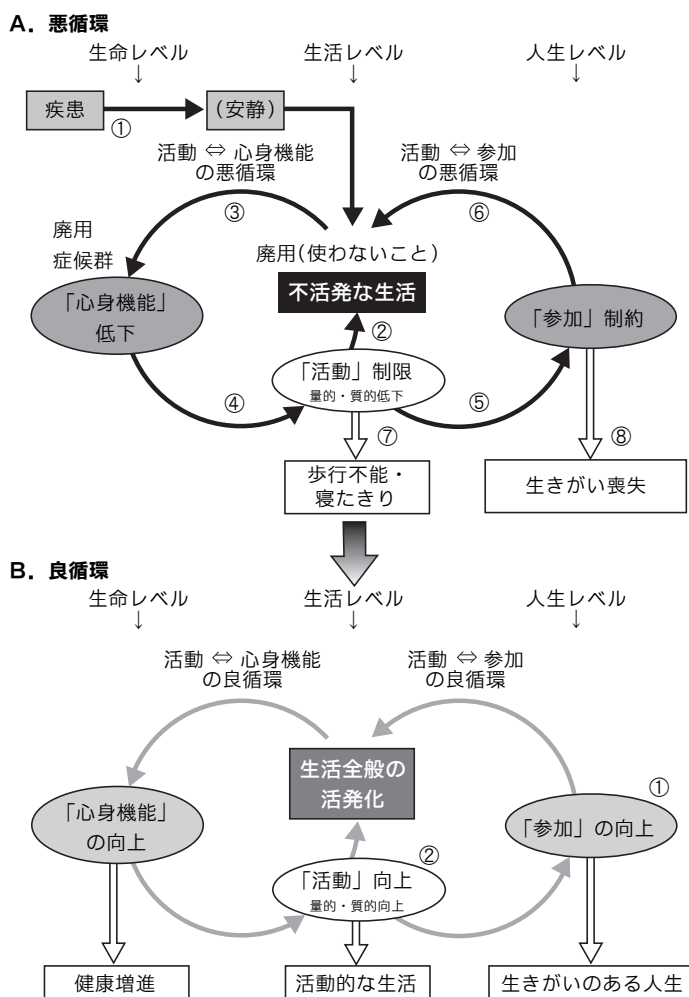 A. 悪循環
生命レベル
↓
生活レベル
↓
人生レベル
↓
疾患
①
(安静)
活動 ⇔ 心身機能
の悪循環
活動 ⇔ 参加
の悪循環
③
⑥
廃用
症候群
廃用(使わないこと)
不活発な生活
「心身機能」
低下
「参加」制約
②
「活動」制限
量的・質的低下
④
⑤
⑦
⑧
歩行不能・
寝たきり
生きがい喪失
B. 良循環
生命レベル
↓
生活レベル
↓
人生レベル
↓
活動 ⇔ 心身機能
の良循環
活動 ⇔ 参加
の良循環
生活全般の
活発化
①
「心身機能」
の向上
「参加」の向上
②
「活動」向上
量的・質的向上
健康増進
活動的な生活
生きがいのある人生